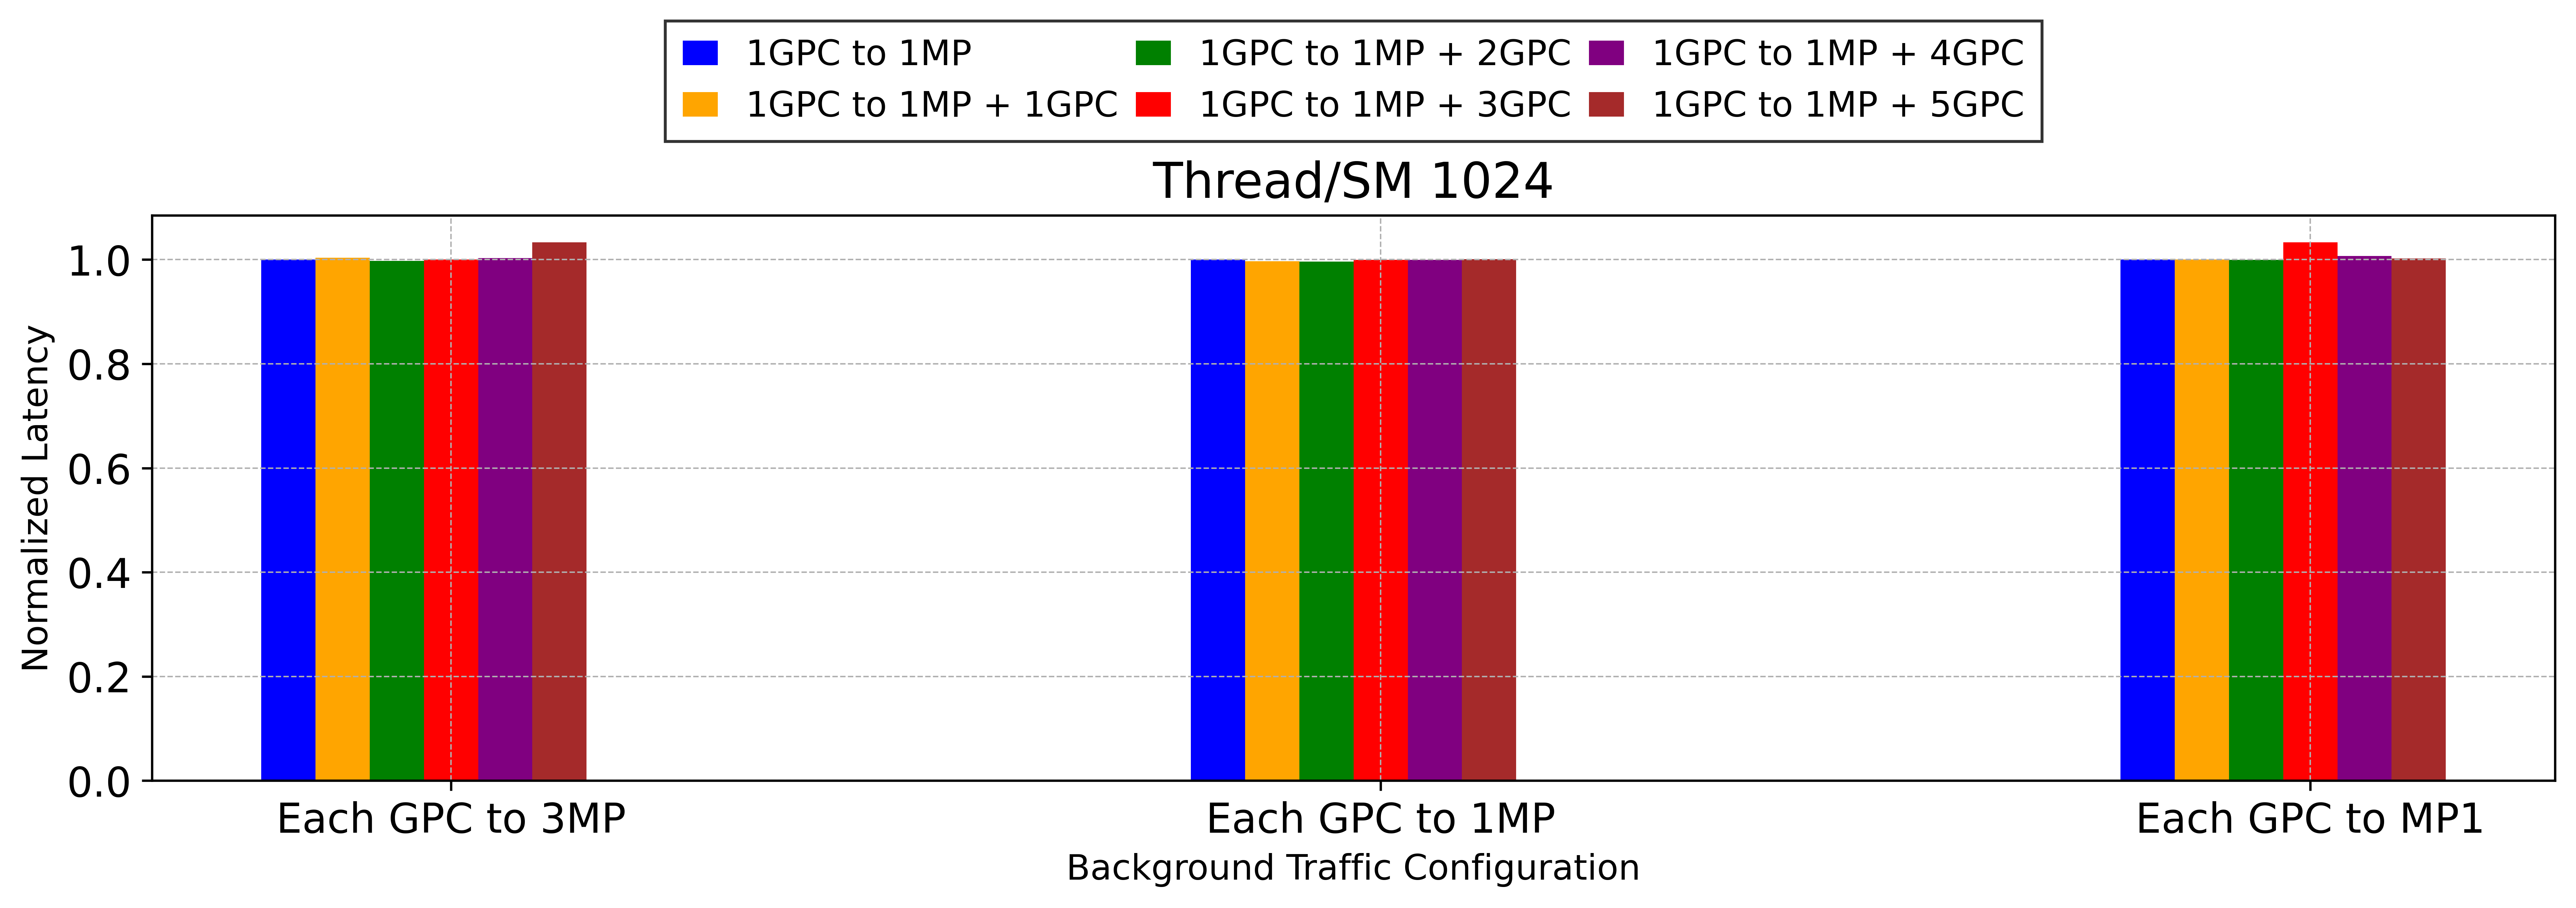 1GPC to 1MP
1GPC to 1MP + 1GPC
1GPC to 1MP + 2GPC
1GPC to 1MP + 3GPC
1GPC to 1MP + 4GPC
1GPC to 1MP + 5GPC
Thread/SM 1024
Normalized Latency
1.0
0.8
0.6
0.4
0.2
0.0
Each GPC to 3MP
Each GPC to 1MP
Each GPC to MP1
Background Traffic Configuration